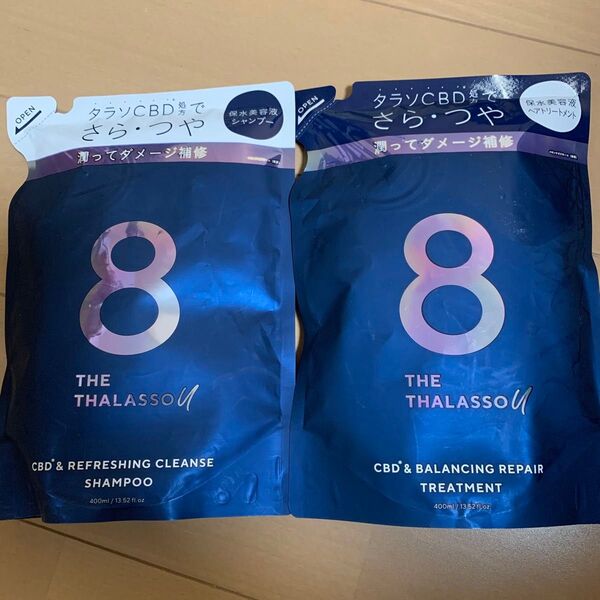 OPEN
タラソCBD処方で
さら・つや
保水美容液
シャンプー
潤ってダメージ補修
8
THE
THALASSO u
CBD* & REFRESHING CLEANSE
SHAMPOO
400ml / 13.52 fl.oz
OPEN
タラソCBD処方で
さら・つや
保水美容液
ヘアトリートメント
潤ってダメージ補修
8
THE
THALASSO u
CBD* & BALANCING REPAIR
TREATMENT
400ml / 13.52 fl.oz